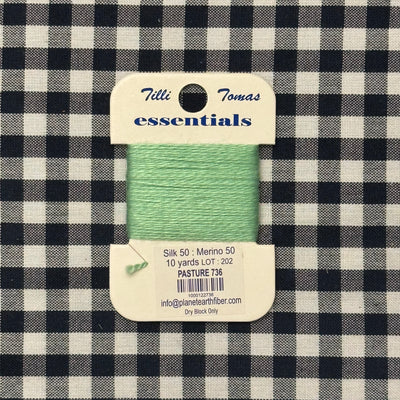 Tilli Tomas
essentials
Silk 50 : Merino 50
10 yards LOT : 202
PASTURE 736
1000122736
info@planetearthfiber.com
Dry Block Only